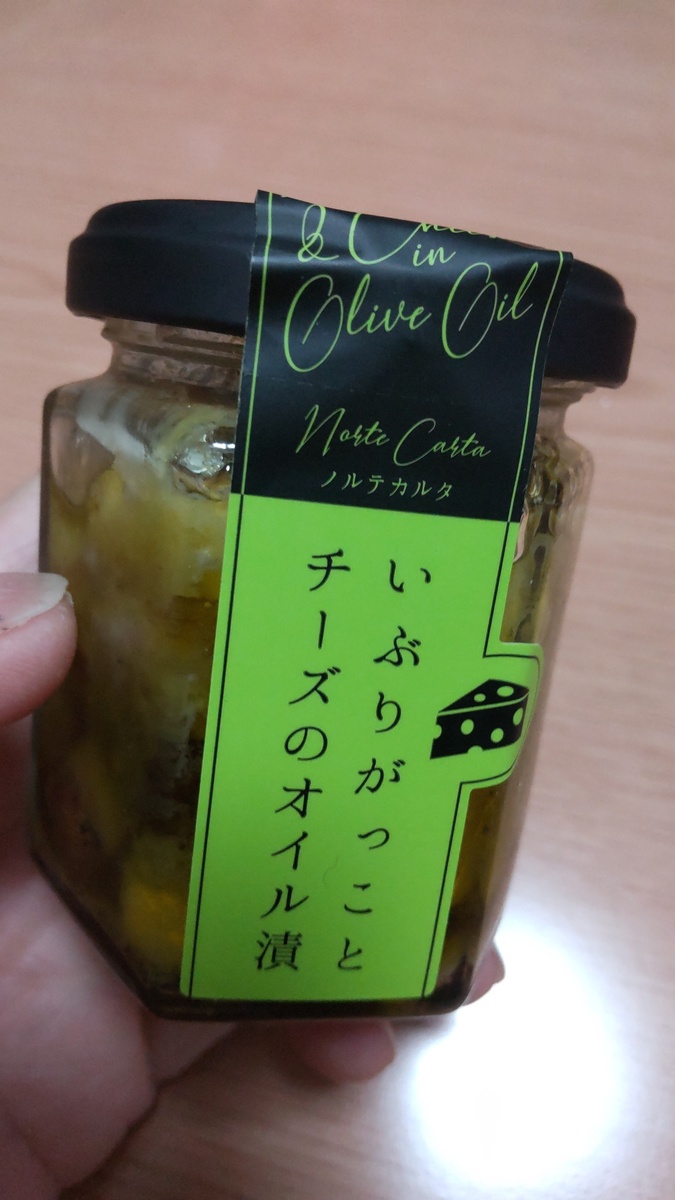 & Cheese
in
Olive Oil
Norte Carta
ノルテカルタ
いぶりがっこと
チーズのオイル漬